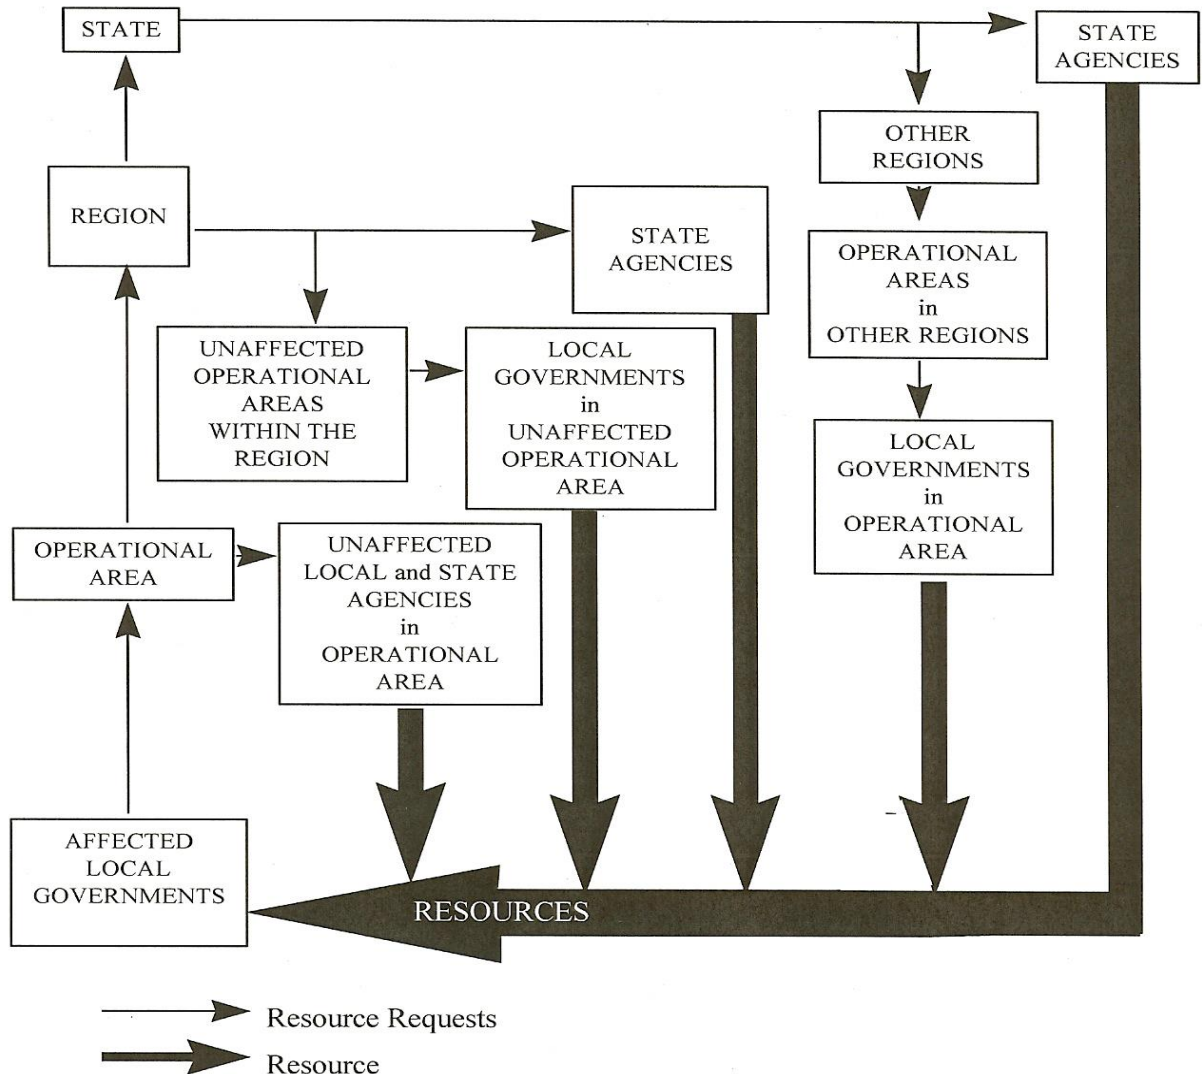 STATE
STATE
AGENCIES
OTHER
REGIONS
REGION
STATE
AGENCIES
OPERATIONAL
AREAS
in
OTHER REGIONS
UNAFFECTED
OPERATIONAL
AREAS
WITHIN THE
REGION
LOCAL
GOVERNMENTS
in
UNAFFECTED
OPERATIONAL
AREA
LOCAL
GOVERNMENTS
in
OPERATIONAL
AREA
OPERATIONAL
AREA
UNAFFECTED
LOCAL and STATE
AGENCIES
in
OPERATIONAL
AREA
AFFECTED
LOCAL
GOVERNMENTS
RESOURCES
Resource Requests
Resource